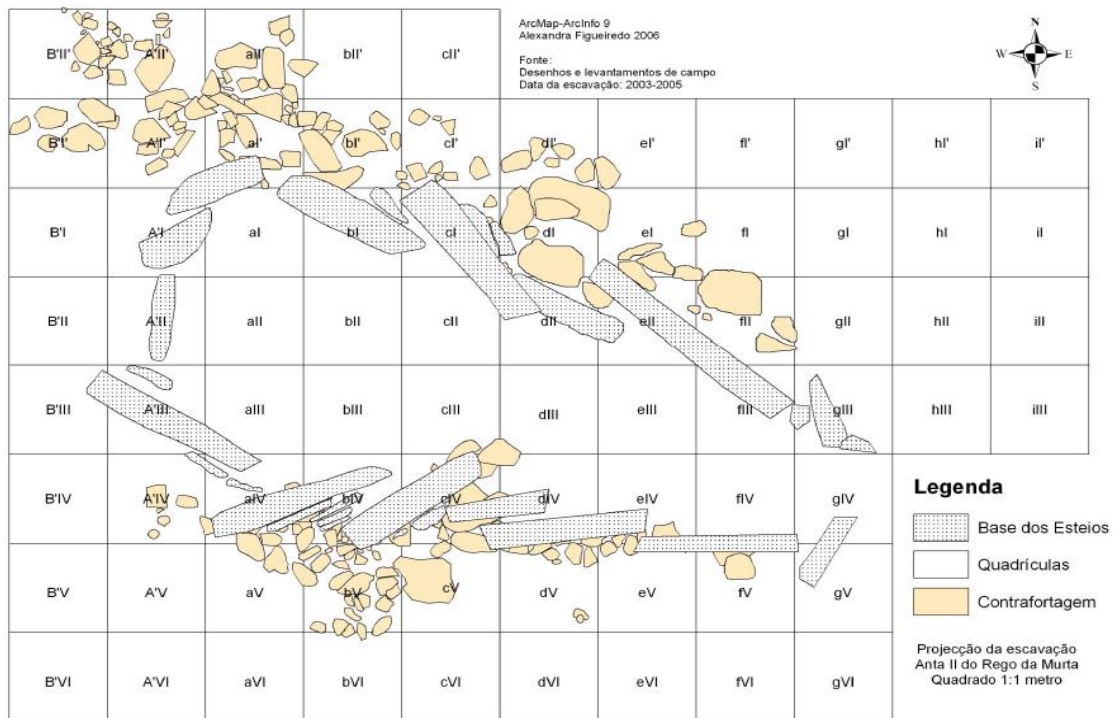 ArcMap-ArcInfo 9
Alexandra Figueiredo 2006
Fonte:
Desenhos e levantamentos de campo
Data da escavação: 2003-2005
N
W E
S
B'II' A'II' aII' bII' cII'
B'I' A'I' aI' bI' cI' dI' eI' fI' gI' hI' iI'
B'I A'I aI bI cI dI eI fI gI hI iI
B'II A'II aII bII cII dII eII fII gII hII iII
B'III A'III aIII bIII cIII dIII eIII fIII gIII hIII iIII
B'IV A'IV aIV bIV cIV dIV eIV fIV gIV
B'V A'V aV bV cV dV eV fV gV
B'VI A'VI aVI bVI cVI dVI eVI fVI gVI
Legenda
Base dos Esteios
Quadrículas
Contrafortagem
Projecção da escavação
Anta II do Rego da Murta
Quadrado 1:1 metro